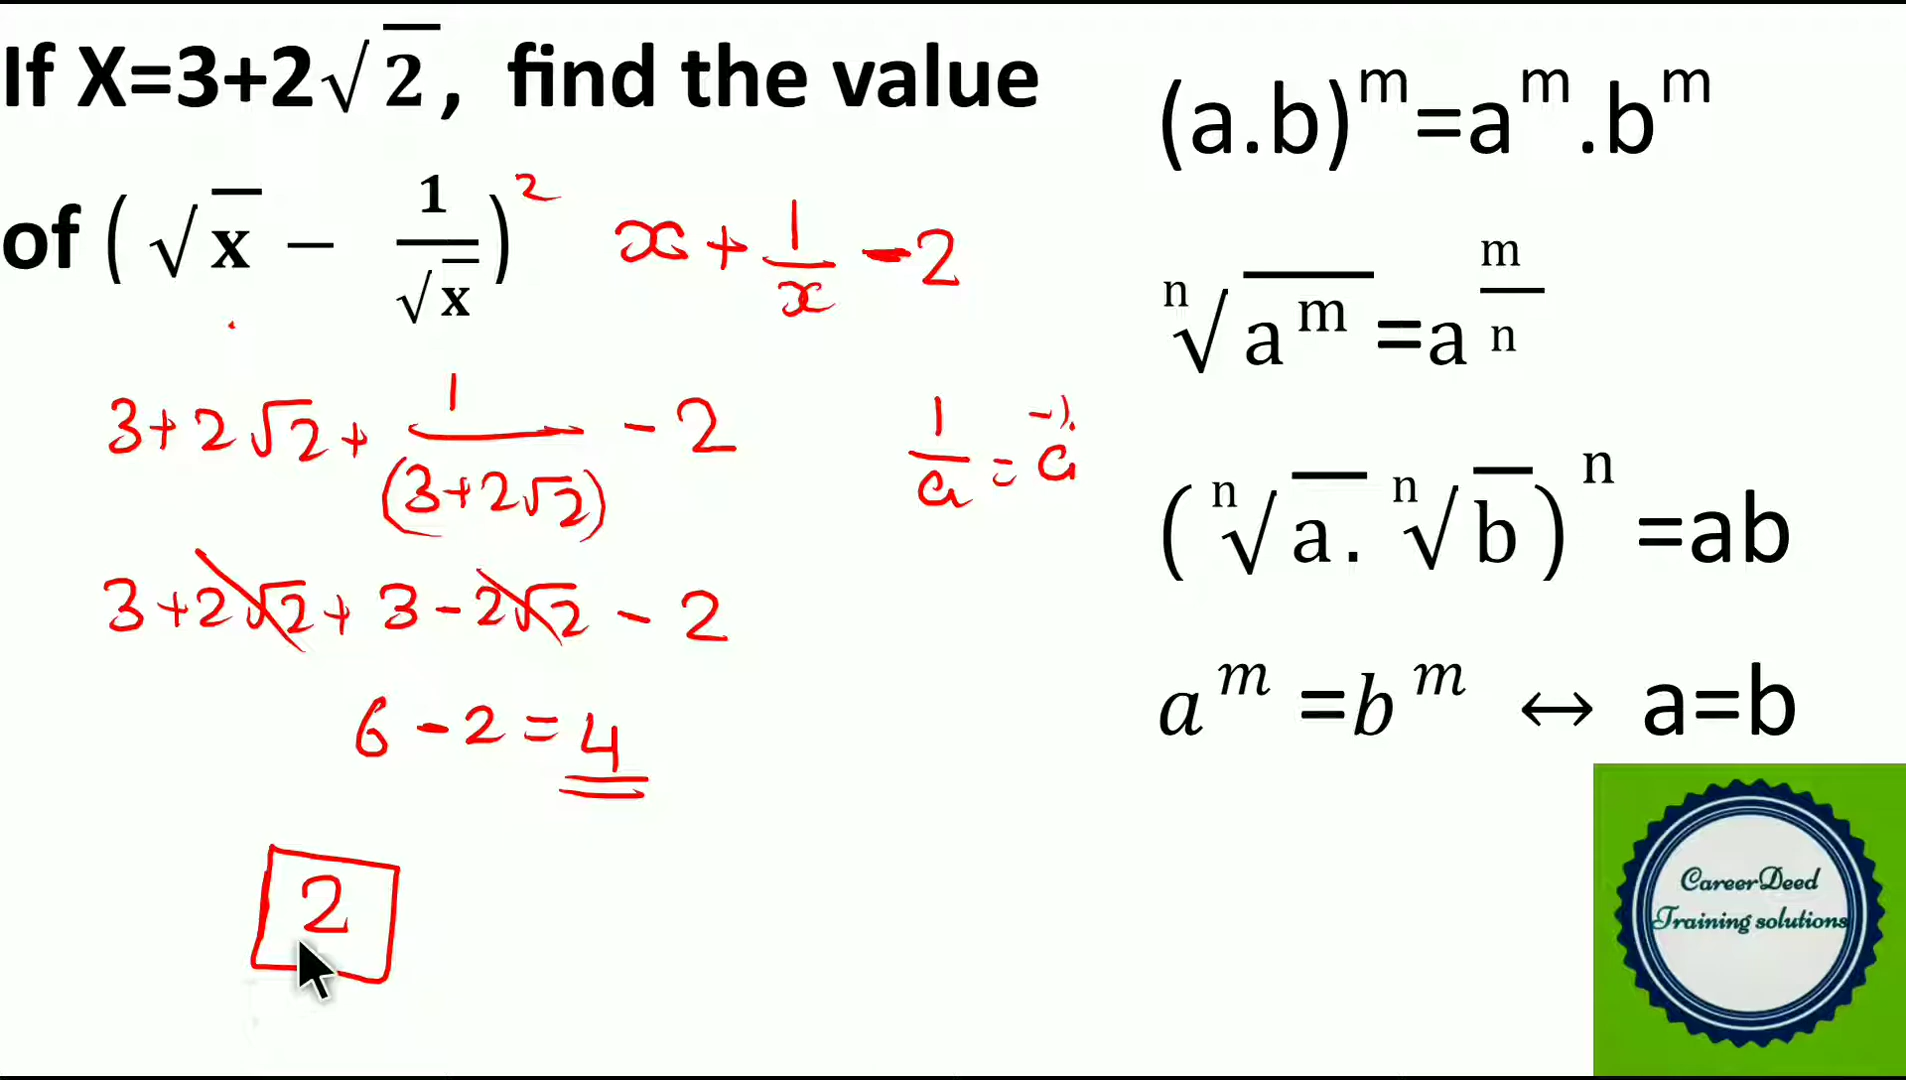 If X=3+2√2, find the value
of (√x − 1/√x)²
x + 1/x - 2
3+2√2+ 1/(3+2√2) - 2
1/a = a⁻¹
3+2√2+3-2√2 - 2
6 - 2 = 4
2
(a.b)ᵐ=aᵐ.bᵐ
ⁿ√aᵐ=a^(m/n)
(ⁿ√a.ⁿ√b)ⁿ=ab
aᵐ=bᵐ ↔ a=b
CareerDeed
Training solutions